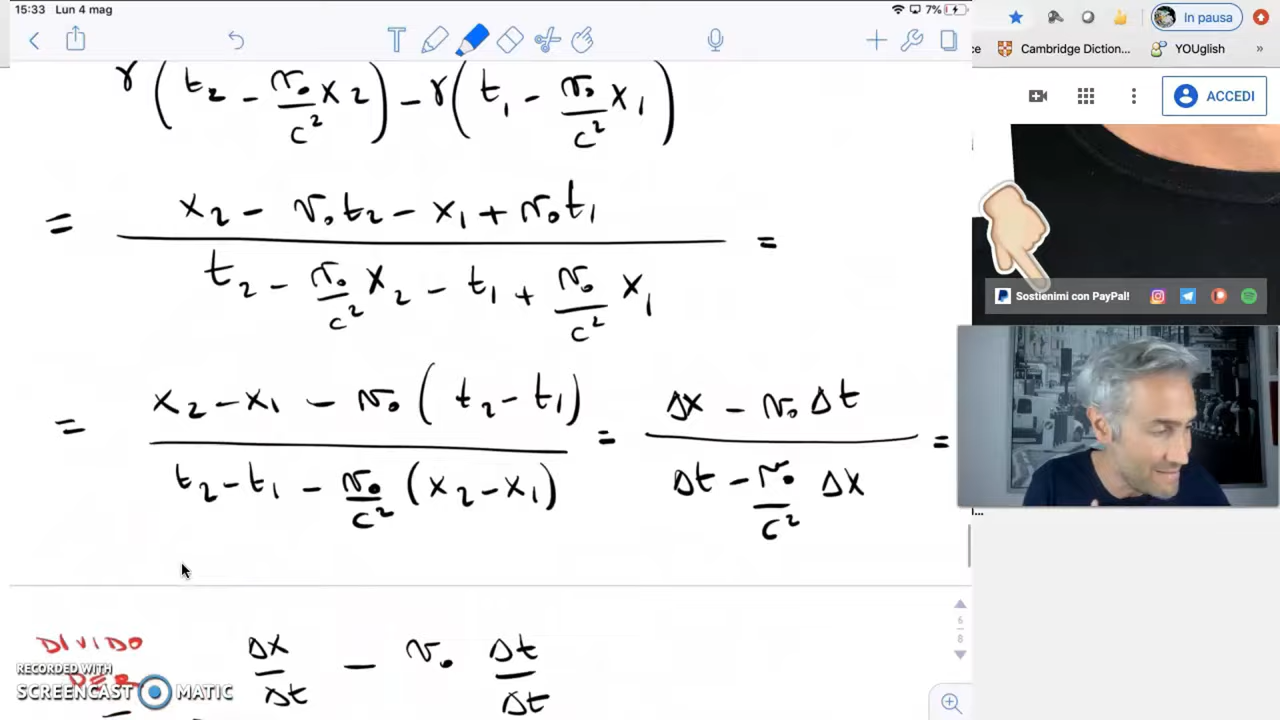 15:33 Lun 4 mag
7%
In pausa
Cambridge Diction...
YOUglish
»
ACCEDI
γ(t₂ - v₀/c² x₂) - γ(t₁ - v₀/c² x₁)
= x₂ - v₀t₂ - x₁ + v₀t₁
t₂ - v₀/c² x₂ - t₁ + v₀/c² x₁ =
Sostienimi con PayPal!
= x₂ - x₁ - v₀(t₂ - t₁)
t₂ - t₁ - v₀/c² (x₂ - x₁)
= Δx - v₀Δt
Δt - v₀/c² Δx =
6
8
DIVIDO
PER
= Δx/Δt - v₀ Δt/Δt
RECORDED WITH
SCREENCAST MATIC